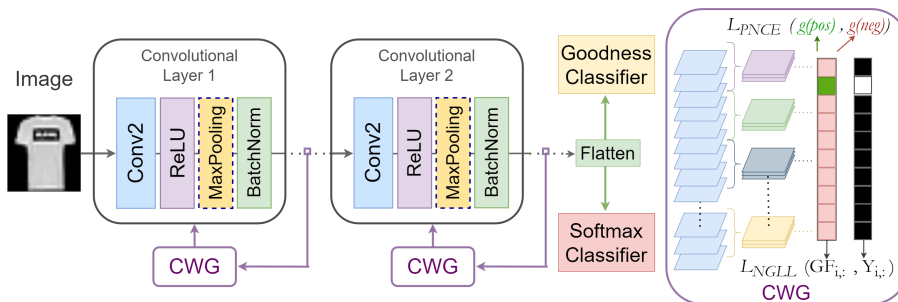 Image
Convolutional
Layer 1
Conv2
ReLU
MaxPooling
BatchNorm
CWG
Convolutional
Layer 2
Conv2
ReLU
MaxPooling
BatchNorm
CWG
Goodness
Classifier
Flatten
Softmax
Classifier
L_PNCE (g(pos), g(neg))
L_NGLL (GF_i,: , Y_i,:)
CWG